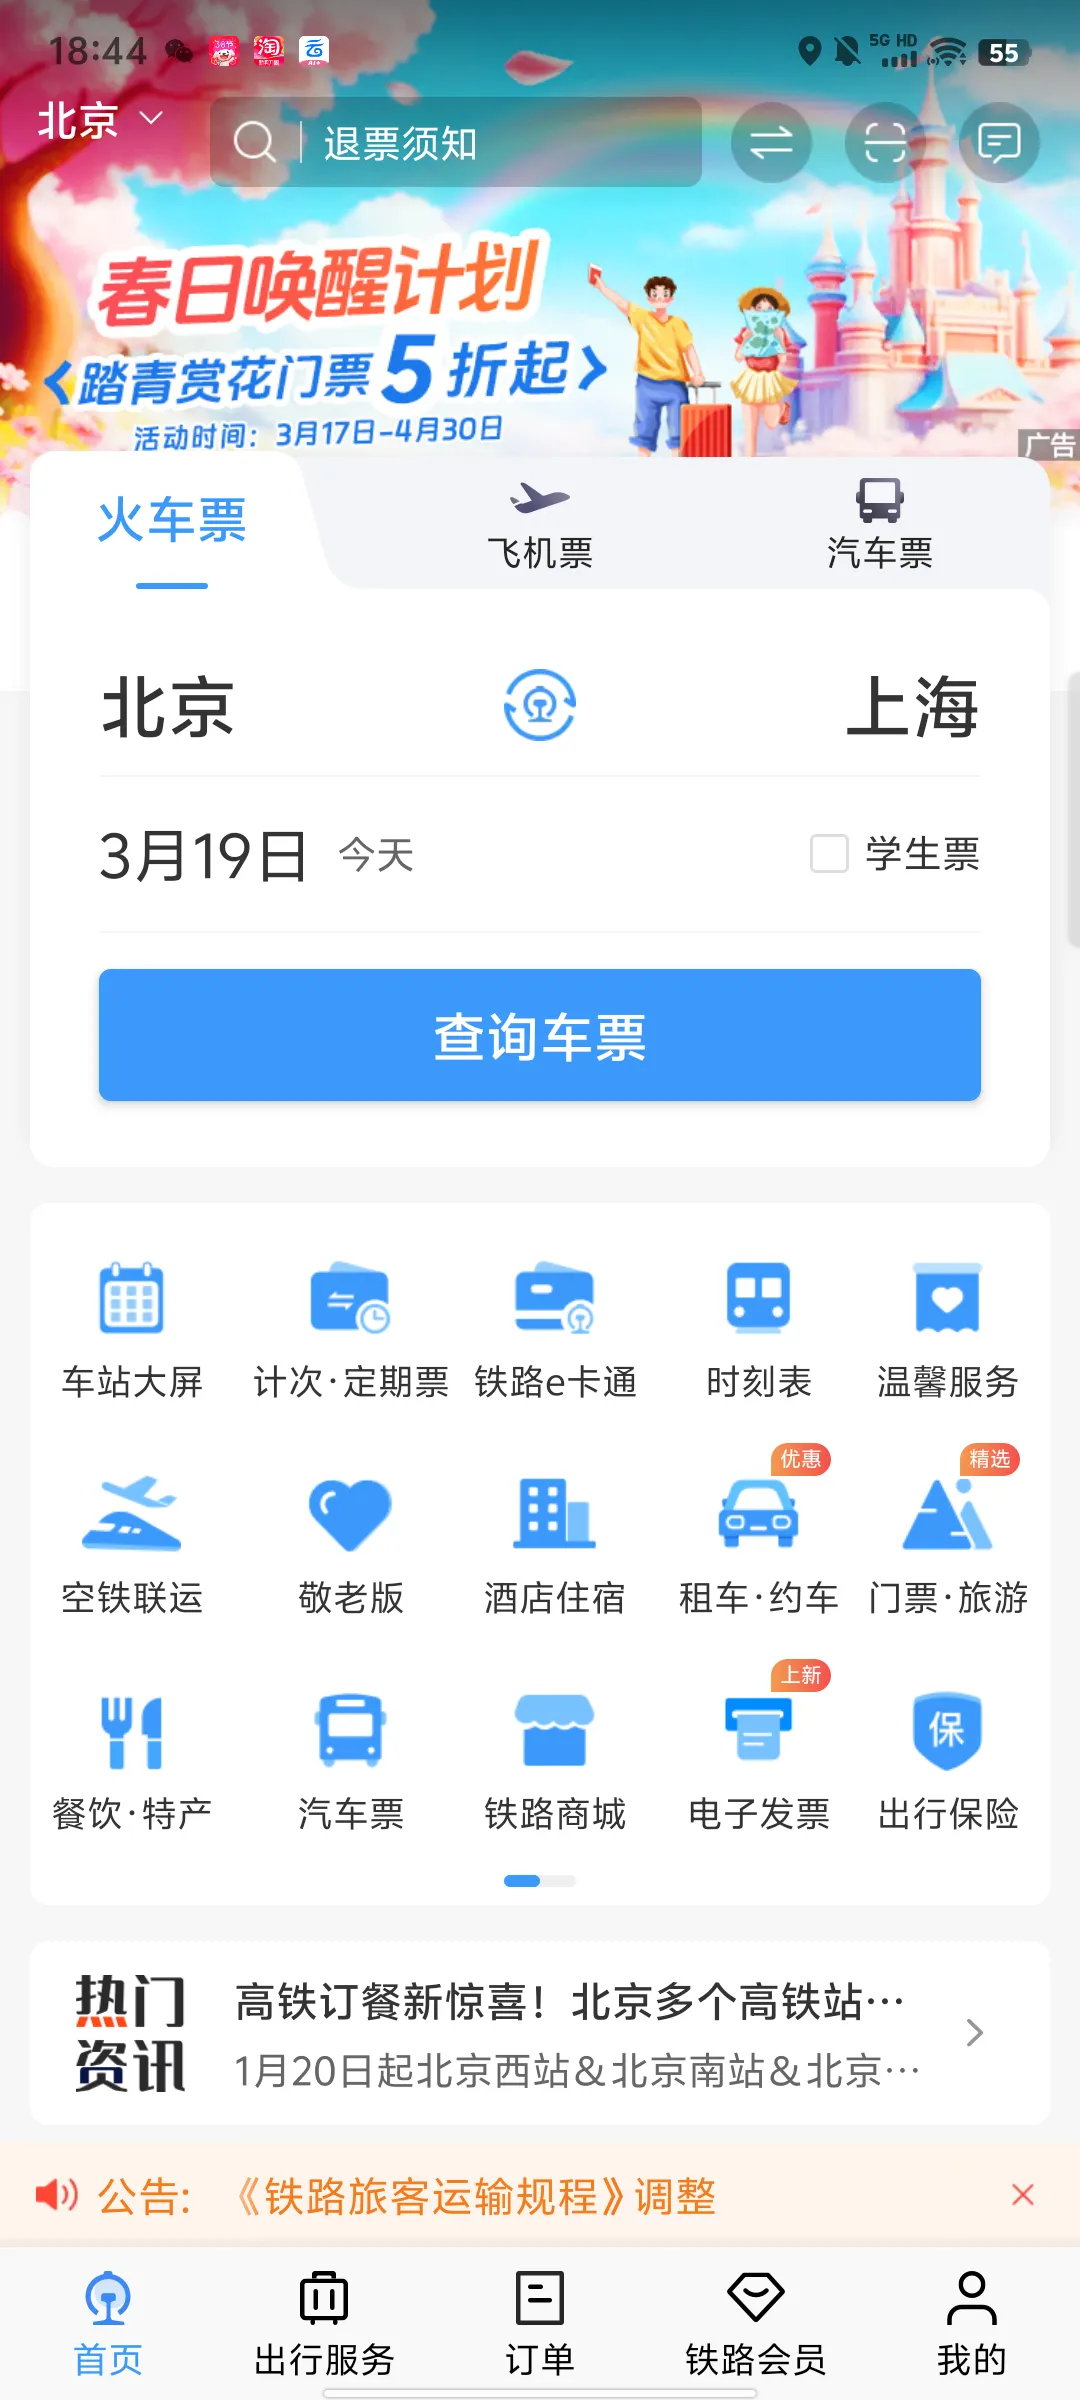 18:44
5G HD
55
北京
退票须知
春日唤醒计划
踏青赏花门票5折起
活动时间：3月17日-4月30日
广告
火车票
飞机票
汽车票
北京
上海
3月19日 今天
学生票
查询车票
车站大屏
计次·定期票
铁路e卡通
时刻表
温馨服务
优惠
精选
空铁联运
敬老版
酒店住宿
租车·约车
门票·旅游
上新
保
餐饮·特产
汽车票
铁路商城
电子发票
出行保险
热门
资讯
高铁订餐新惊喜！北京多个高铁站…
1月20日起北京西站&北京南站&北京…
公告：《铁路旅客运输规程》调整
首页
出行服务
订单
铁路会员
我的